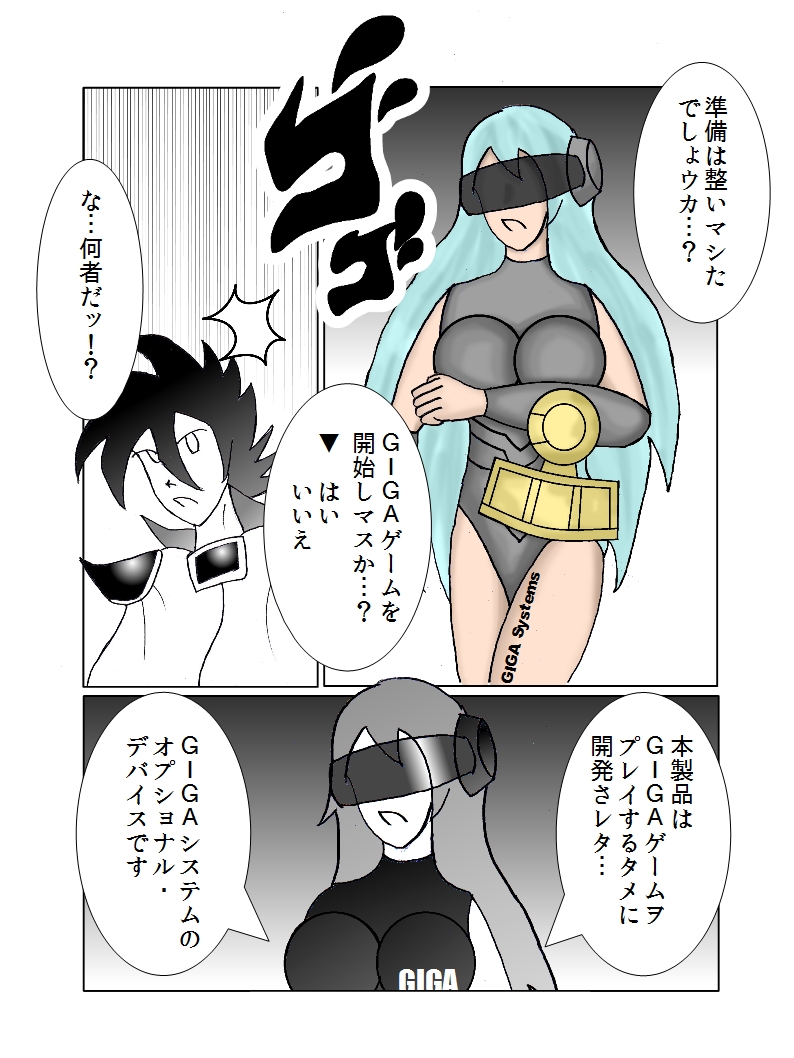 準備は整いマシた
でしょウカ…？
ゴゴ
な…何者だッ！？
ＧＩＧＡゲームを
開始しマスか…？
▼ はい
いいえ
GIGA Systems
本製品は
ＧＩＧＡゲームヲ
プレイするタメに
開発さレタ…
ＧＩＧＡシステムの
オプショナル・
デバイスです
GIGA